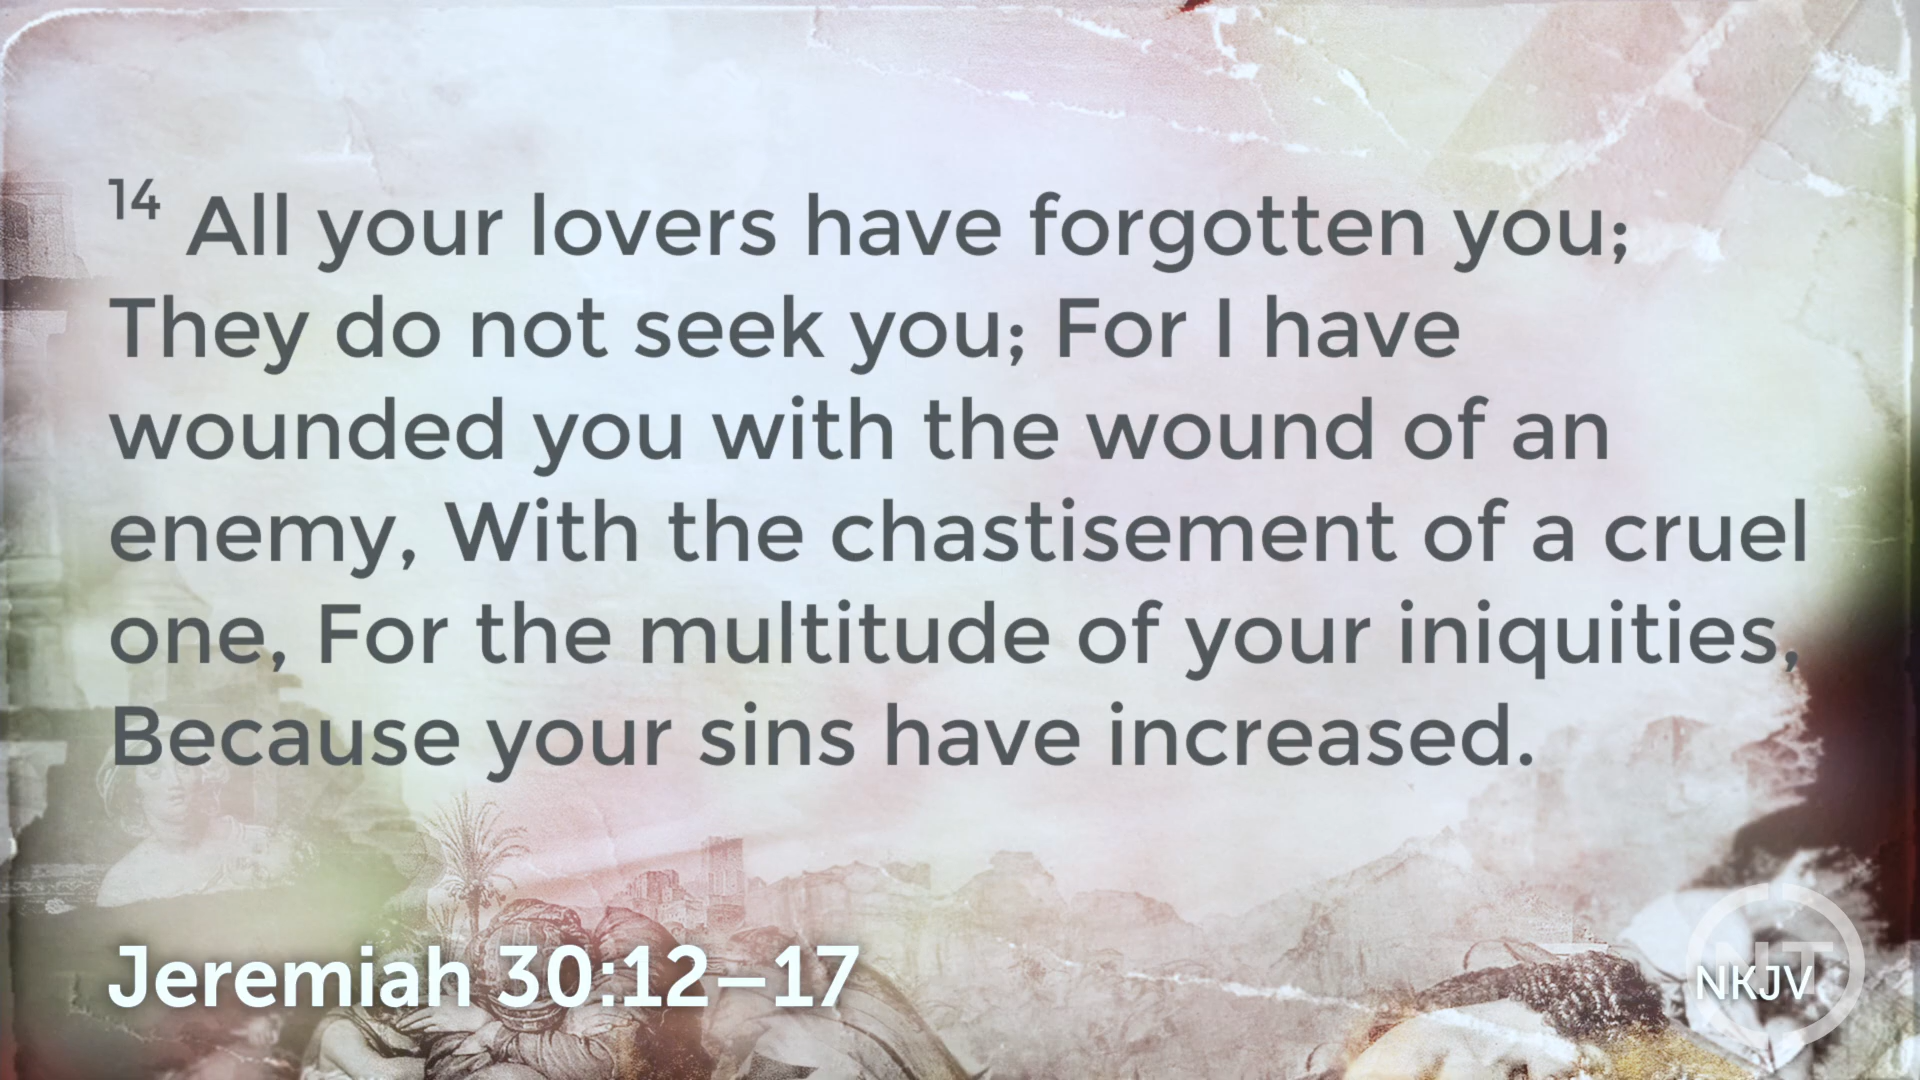 14 All your lovers have forgotten you;
They do not seek you; For I have
wounded you with the wound of an
enemy, With the chastisement of a cruel
one, For the multitude of your iniquities,
Because your sins have increased.
Jeremiah 30:12–17
NT
NKJV